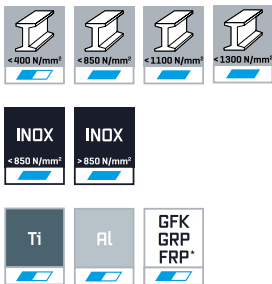 <400 N/mm² <850 N/mm² <1100 N/mm² <1300 N/mm²
INOX INOX
<850 N/mm² >850 N/mm²
Ti Al GFK
GRP
FRP*